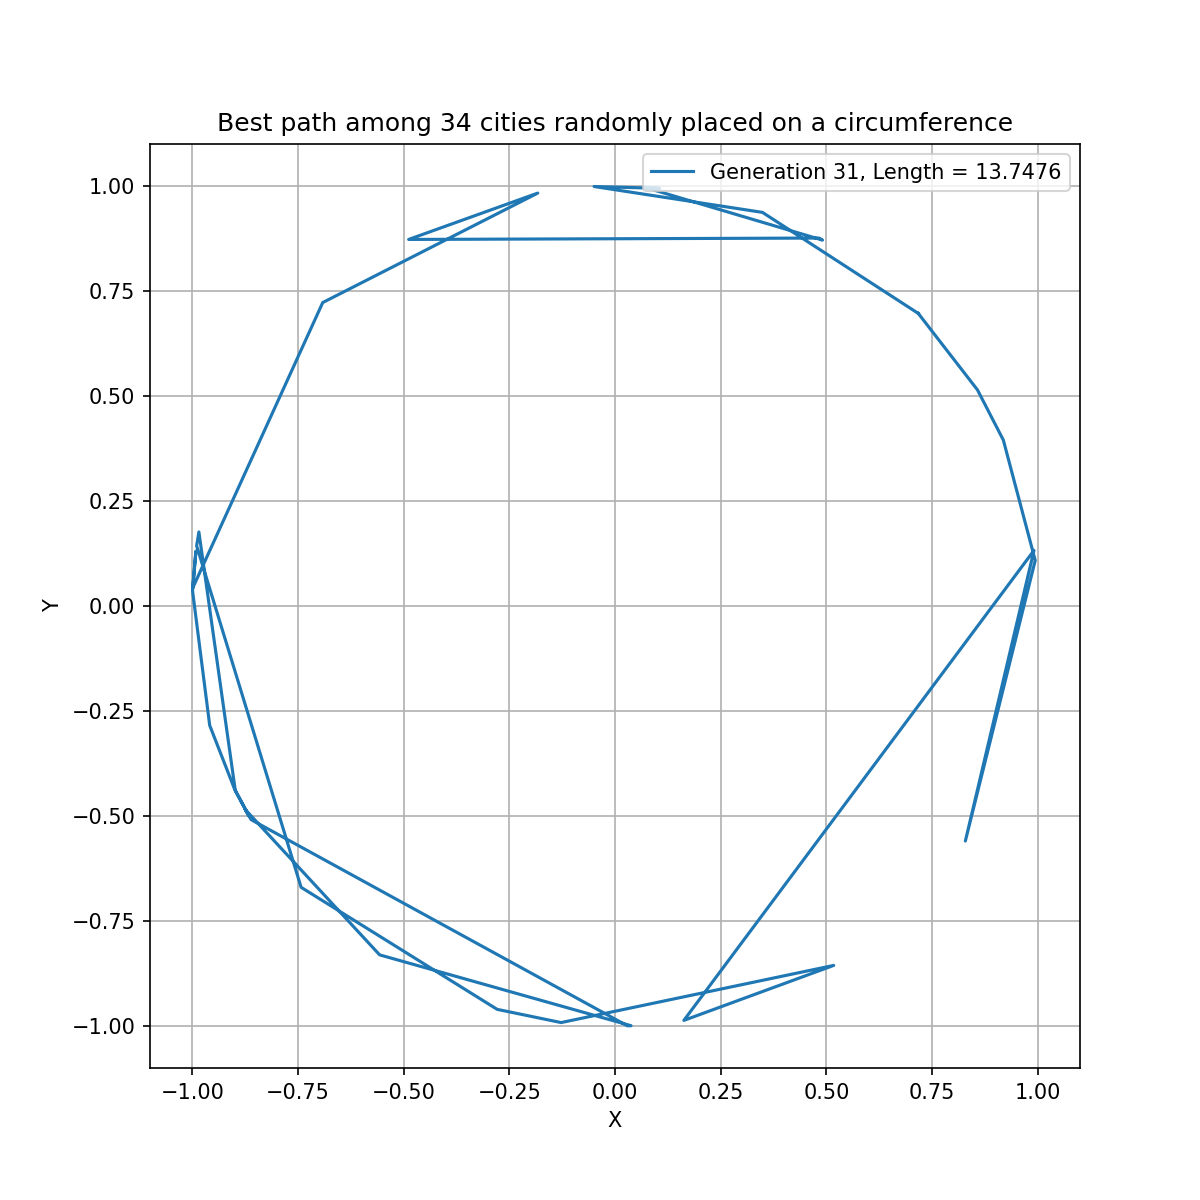 Best path among 34 cities randomly placed on a circumference
Generation 31, Length = 13.7476
1.00
0.75
0.50
0.25
0.00
−0.25
−0.50
−0.75
−1.00
Y
−1.00 −0.75 −0.50 −0.25 0.00 0.25 0.50 0.75 1.00
X